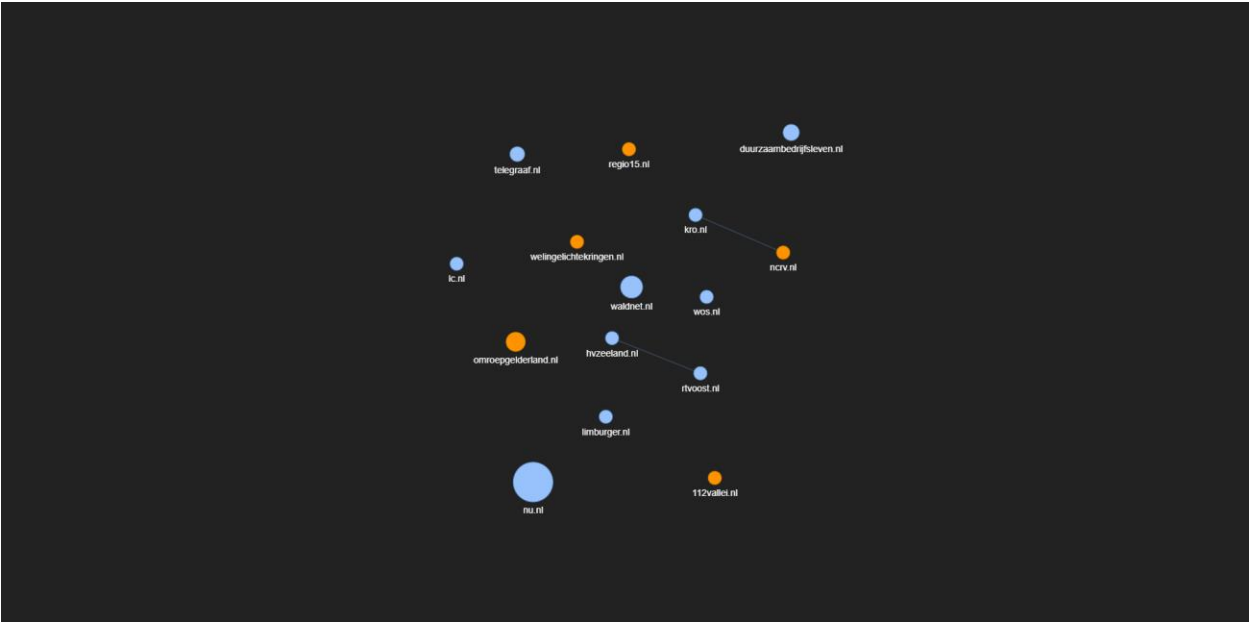 duurzaambedrijfsleven.nl
telegraaf.nl
regio15.nl
kro.nl
welingelichtekringen.nl
ncrv.nl
lc.nl
waldnet.nl
wos.nl
hvzeeland.nl
omroepgelderland.nl
rtvoost.nl
limburger.nl
112vallei.nl
nu.nl